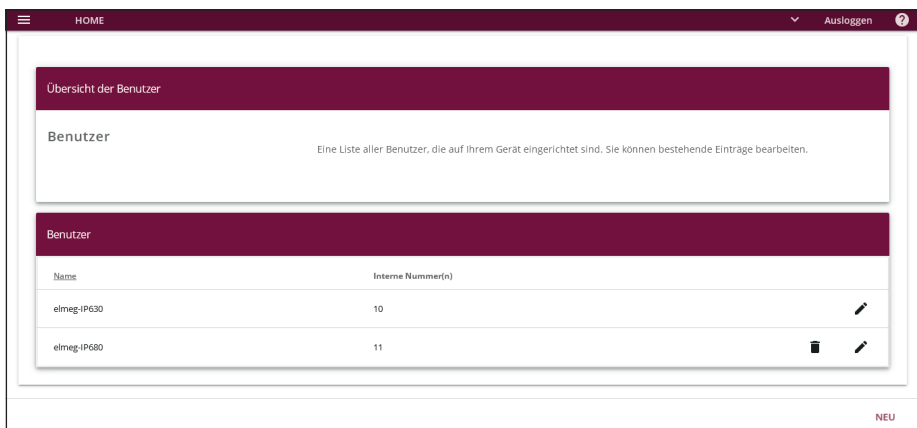 HOME
Ausloggen
Übersicht der Benutzer
Benutzer
Eine Liste aller Benutzer, die auf Ihrem Gerät eingerichtet sind. Sie können bestehende Einträge bearbeiten.
Benutzer
Name Interne Nummer(n)
elmeg-IP630 10
elmeg-IP680 11
NEU